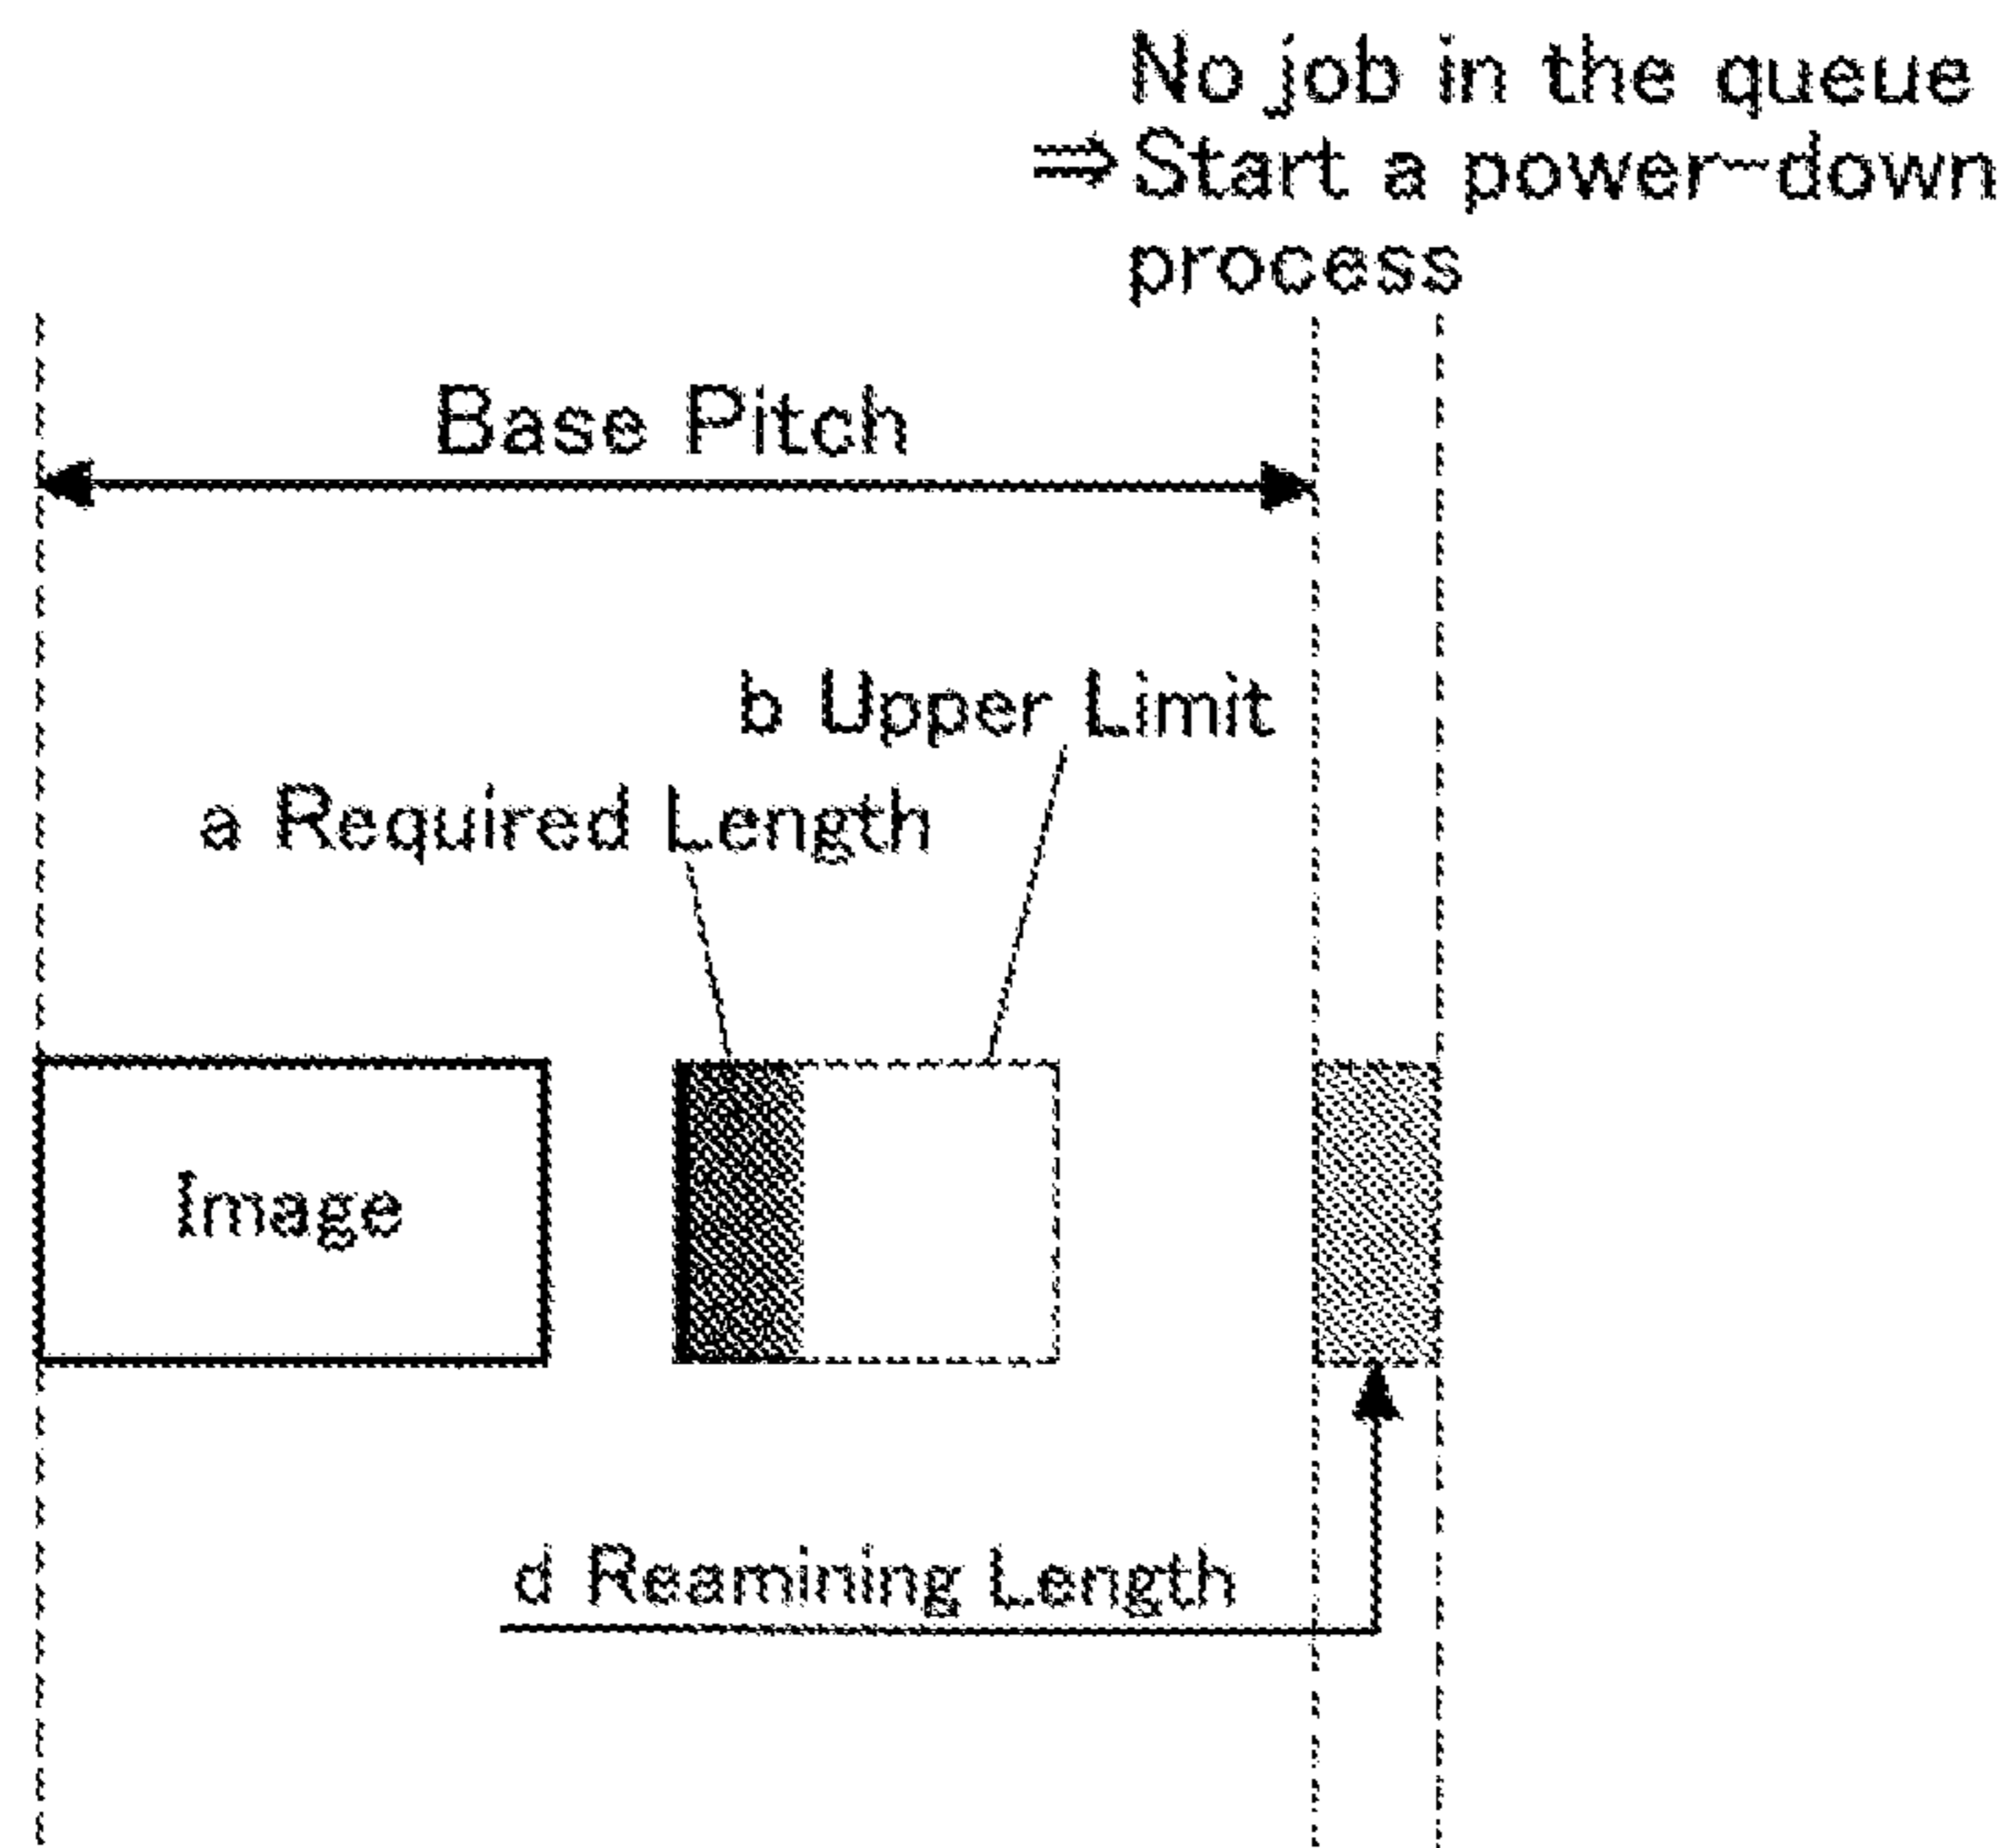 No job in the queue
⇒ Start a power-down
process
Base Pitch
b Upper Limit
a Required Length
Image
d Reamining Length